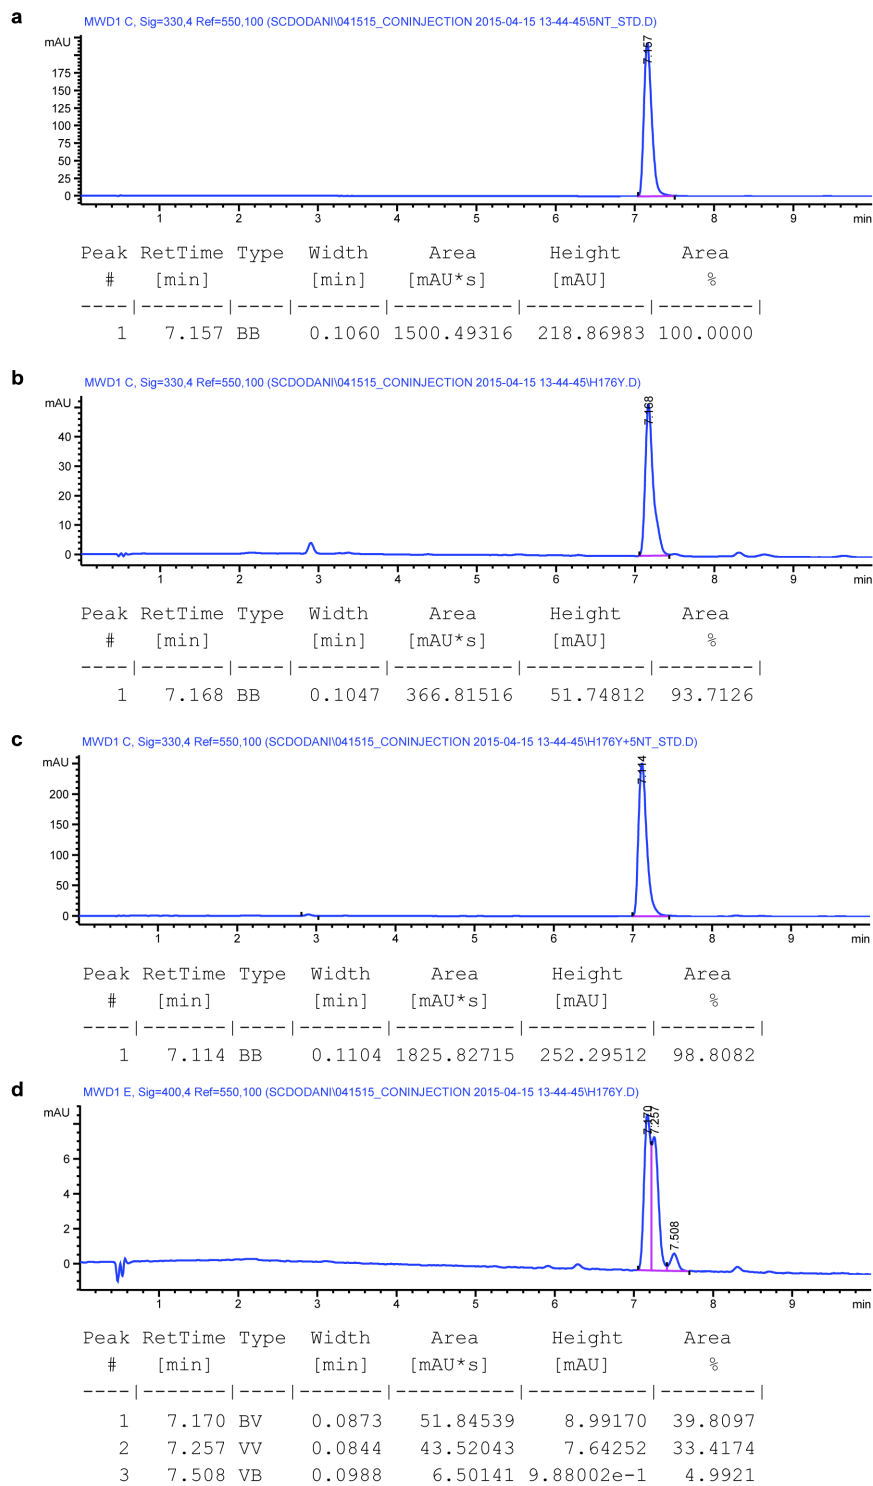 a
MWD1 C, Sig=330,4 Ref=550,100 (SCDODANI\041515_CONINJECTION 2015-04-15 13-44-45\5NT_STD.D)
mAU
7.157
175
150
125
100
75
50
25
0
1 2 3 4 5 6 7 8 9 min
Peak RetTime Type Width Area Height Area
# [min] [min] [mAU*s] [mAU] %
----|-------|----|-------|----------|----------|--------|
1 7.157 BB 0.1060 1500.49316 218.86983 100.0000
b
MWD1 C, Sig=330,4 Ref=550,100 (SCDODANI\041515_CONINJECTION 2015-04-15 13-44-45\H176Y.D)
mAU
7.168
40
30
20
10
0
1 2 3 4 5 6 7 8 9 min
Peak RetTime Type Width Area Height Area
# [min] [min] [mAU*s] [mAU] %
----|-------|----|-------|----------|----------|--------|
1 7.168 BB 0.1047 366.81516 51.74812 93.7126
c
MWD1 C, Sig=330,4 Ref=550,100 (SCDODANI\041515_CONINJECTION 2015-04-15 13-44-45\H176Y+5NT_STD.D)
mAU
7.114
200
150
100
50
0
1 2 3 4 5 6 7 8 9 min
Peak RetTime Type Width Area Height Area
# [min] [min] [mAU*s] [mAU] %
----|-------|----|-------|----------|----------|--------|
1 7.114 BB 0.1104 1825.82715 252.29512 98.8082
d
MWD1 E, Sig=400,4 Ref=550,100 (SCDODANI\041515_CONINJECTION 2015-04-15 13-44-45\H176Y.D)
mAU
7.170
7.257
7.508
6
4
2
0
1 2 3 4 5 6 7 8 9 min
Peak RetTime Type Width Area Height Area
# [min] [min] [mAU*s] [mAU] %
----|-------|----|-------|----------|----------|--------|
1 7.170 BV 0.0873 51.84539 8.99170 39.8097
2 7.257 VV 0.0844 43.52043 7.64252 33.4174
3 7.508 VB 0.0988 6.50141 9.88002e-1 4.9921